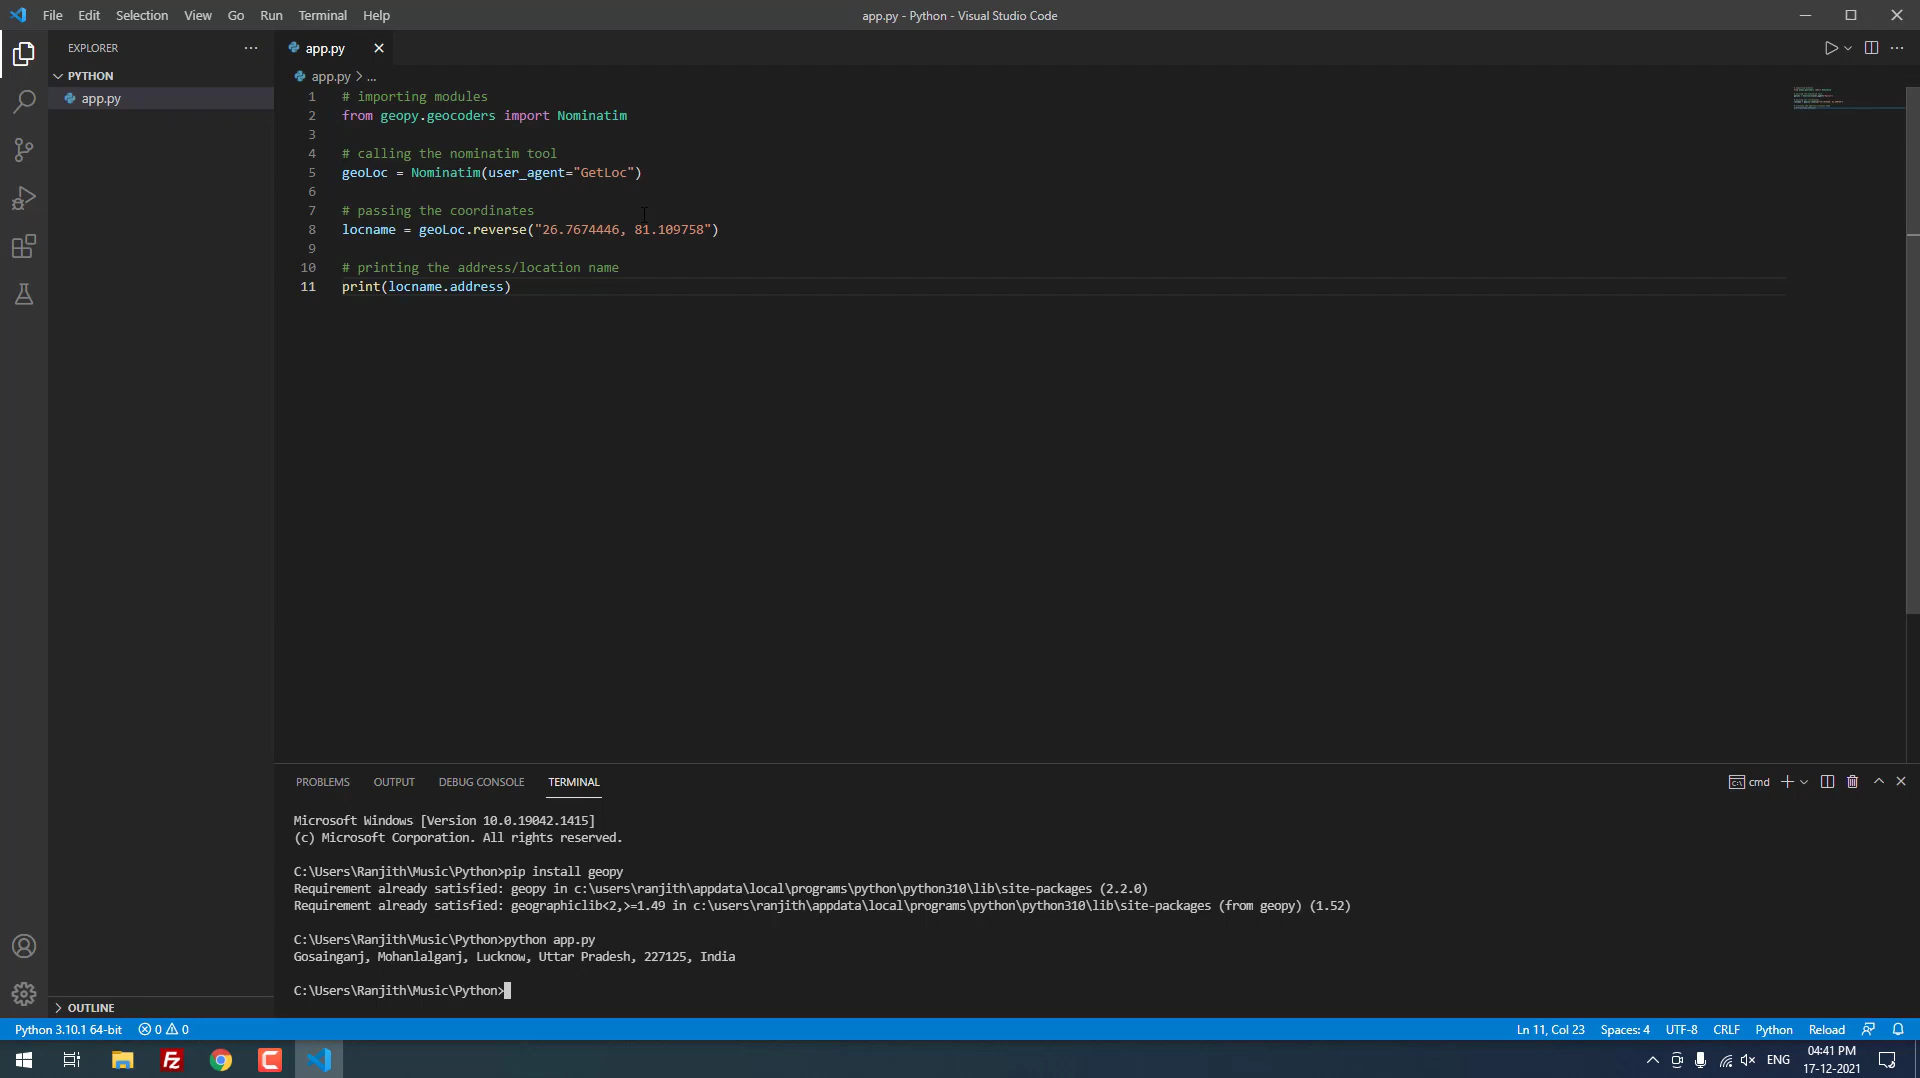 File Edit Selection View Go Run Terminal Help
app.py - Python - Visual Studio Code
EXPLORER
PYTHON
app.py
OUTLINE
app.py
app.py > ...
1 # importing modules
2 from geopy.geocoders import Nominatim
3
4 # calling the nominatim tool
5 geoLoc = Nominatim(user_agent="GetLoc")
6
7 # passing the coordinates
8 locname = geoLoc.reverse("26.7674446, 81.109758")
9
10 # printing the address/location name
11 print(locname.address)
PROBLEMS OUTPUT DEBUG CONSOLE TERMINAL
cmd
Microsoft Windows [Version 10.0.19042.1415]
(c) Microsoft Corporation. All rights reserved.
C:\Users\Ranjith\Music\Python>pip install geopy
Requirement already satisfied: geopy in c:\users\ranjith\appdata\local\programs\python\python310\lib\site-packages (2.2.0)
Requirement already satisfied: geographiclib<2,>=1.49 in c:\users\ranjith\appdata\local\programs\python\python310\lib\site-packages (from geopy) (1.52)
C:\Users\Ranjith\Music\Python>python app.py
Gosainganj, Mohanlalganj, Lucknow, Uttar Pradesh, 227125, India
C:\Users\Ranjith\Music\Python>
Python 3.10.1 64-bit 0 0 Ln 11, Col 23 Spaces: 4 UTF-8 CRLF Python Reload
Fz C ENG
04:41 PM
17-12-2021